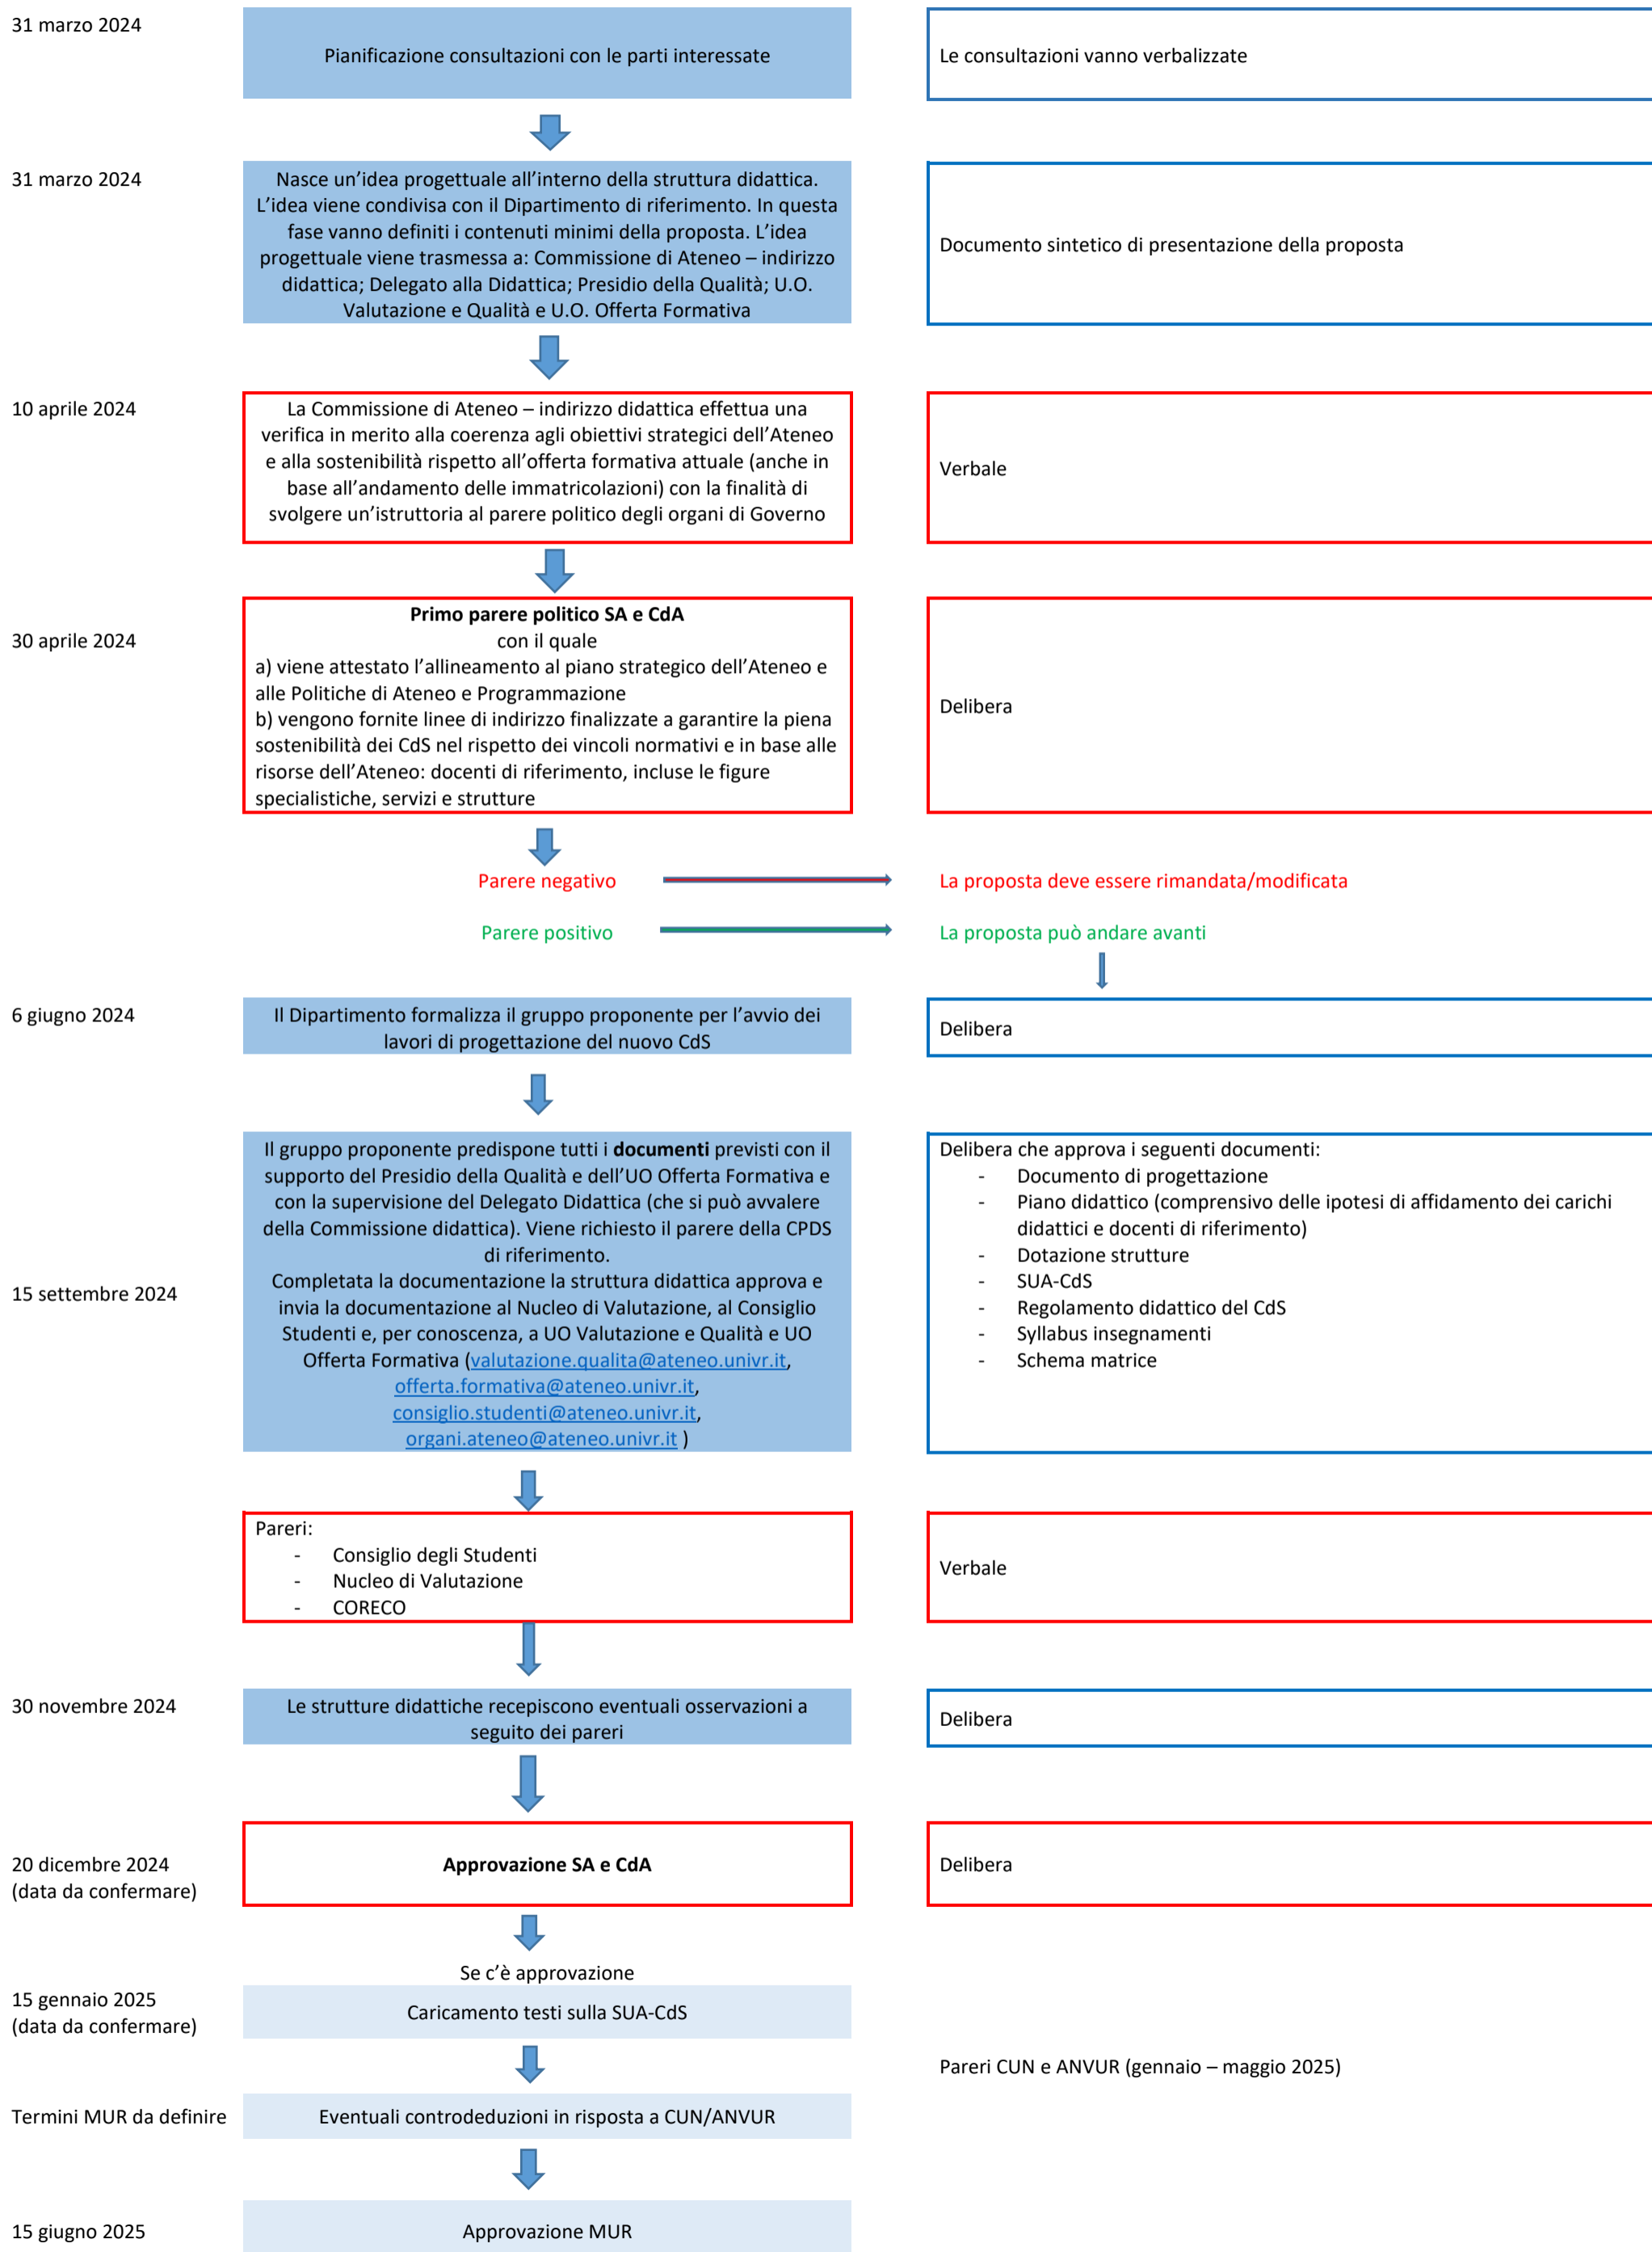 31 marzo 2024
Pianificazione consultazioni con le parti interessate
Le consultazioni vanno verbalizzate
31 marzo 2024
Nasce un’idea progettuale all’interno della struttura didattica.
L’idea viene condivisa con il Dipartimento di riferimento. In questa
fase vanno definiti i contenuti minimi della proposta. L’idea
progettuale viene trasmessa a: Commissione di Ateneo – indirizzo
didattica; Delegato alla Didattica; Presidio della Qualità; U.O.
Valutazione e Qualità e U.O. Offerta Formativa
Documento sintetico di presentazione della proposta
10 aprile 2024
La Commissione di Ateneo – indirizzo didattica effettua una
verifica in merito alla coerenza agli obiettivi strategici dell’Ateneo
e alla sostenibilità rispetto all’offerta formativa attuale (anche in
base all’andamento delle immatricolazioni) con la finalità di
svolgere un’istruttoria al parere politico degli organi di Governo
Verbale
30 aprile 2024
Primo parere politico SA e CdA
con il quale
a) viene attestato l’allineamento al piano strategico dell’Ateneo e
alle Politiche di Ateneo e Programmazione
b) vengono fornite linee di indirizzo finalizzate a garantire la piena
sostenibilità dei CdS nel rispetto dei vincoli normativi e in base alle
risorse dell’Ateneo: docenti di riferimento, incluse le figure
specialistiche, servizi e strutture
Delibera
Parere negativo
La proposta deve essere rimandata/modificata
Parere positivo
La proposta può andare avanti
6 giugno 2024
Il Dipartimento formalizza il gruppo proponente per l’avvio dei
lavori di progettazione del nuovo CdS
Delibera
15 settembre 2024
Il gruppo proponente predispone tutti i documenti previsti con il
supporto del Presidio della Qualità e dell’UO Offerta Formativa e
con la supervisione del Delegato Didattica (che si può avvalere
della Commissione didattica). Viene richiesto il parere della CPDS
di riferimento.
Completata la documentazione la struttura didattica approva e
invia la documentazione al Nucleo di Valutazione, al Consiglio
Studenti e, per conoscenza, a UO Valutazione e Qualità e UO
Offerta Formativa (valutazione.qualita@ateneo.univr.it,
offerta.formativa@ateneo.univr.it,
consiglio.studenti@ateneo.univr.it,
organi.ateneo@ateneo.univr.it )
Delibera che approva i seguenti documenti:
- Documento di progettazione
- Piano didattico (comprensivo delle ipotesi di affidamento dei carichi
didattici e docenti di riferimento)
- Dotazione strutture
- SUA-CdS
- Regolamento didattico del CdS
- Syllabus insegnamenti
- Schema matrice
Pareri:
- Consiglio degli Studenti
- Nucleo di Valutazione
- CORECO
Verbale
30 novembre 2024
Le strutture didattiche recepiscono eventuali osservazioni a
seguito dei pareri
Delibera
20 dicembre 2024
(data da confermare)
Approvazione SA e CdA
Delibera
Se c’è approvazione
15 gennaio 2025
(data da confermare)
Caricamento testi sulla SUA-CdS
Pareri CUN e ANVUR (gennaio – maggio 2025)
Termini MUR da definire
Eventuali controdeduzioni in risposta a CUN/ANVUR
15 giugno 2025
Approvazione MUR